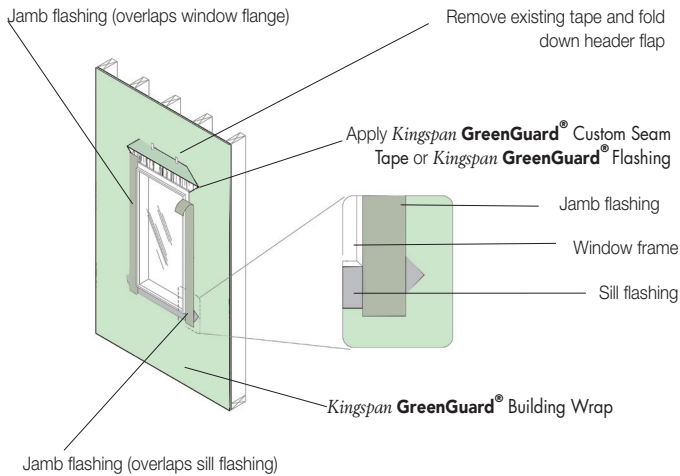 Jamb flashing (overlaps window flange)
Remove existing tape and fold
down header flap
Apply Kingspan GreenGuard® Custom Seam
Tape or Kingspan GreenGuard® Flashing
Jamb flashing
Window frame
Sill flashing
Kingspan GreenGuard® Building Wrap
Jamb flashing (overlaps sill flashing)